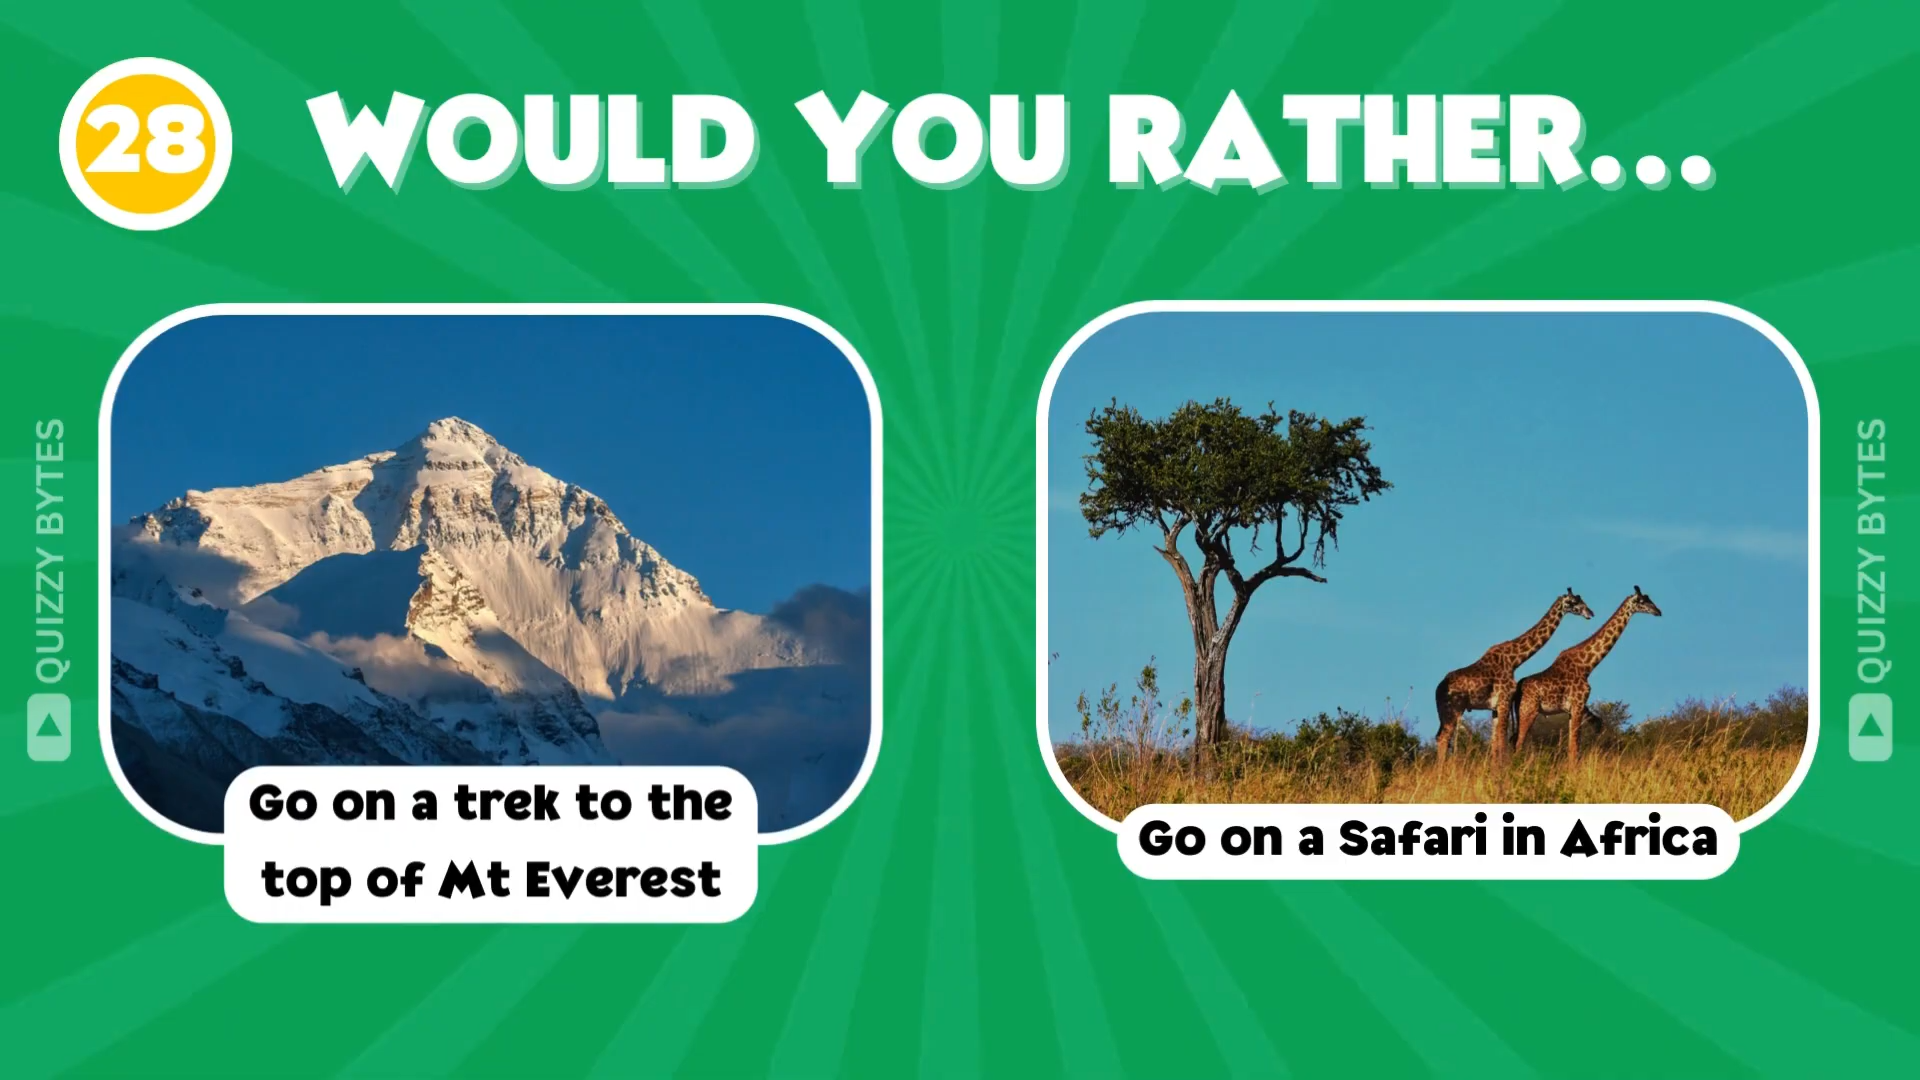 28
WOULD YOU RATHER...
QUIZZY BYTES
QUIZZY BYTES
Go on a trek to the
top of Mt Everest
Go on a Safari in Africa